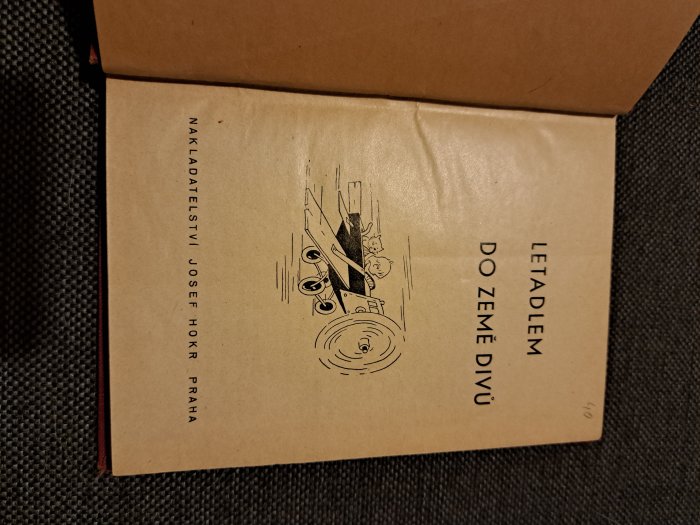 LETADLEM
DO ZEMĚ DIVŮ
NAKLADATELSTVÍ JOSEF HOKR PRAHA